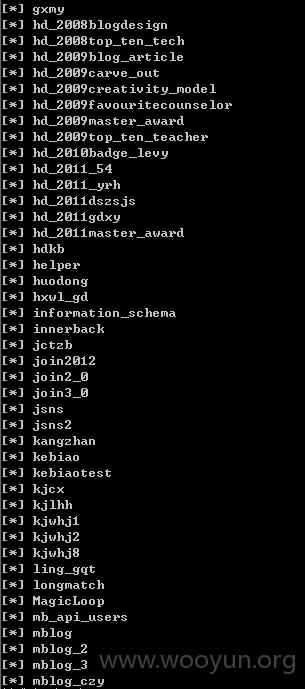 [*] gxmy
[*] hd_2008blogdesign
[*] hd_2008top_ten_tech
[*] hd_2009blog_article
[*] hd_2009carve_out
[*] hd_2009creativity_model
[*] hd_2009favouritecounselor
[*] hd_2009master_award
[*] hd_2009top_ten_teacher
[*] hd_2010badge_levy
[*] hd_2011_54
[*] hd_2011_yrh
[*] hd_2011dszsjs
[*] hd_2011gdxy
[*] hd_2011master_award
[*] hdkb
[*] helper
[*] huodong
[*] hxwl_gd
[*] information_schema
[*] innerback
[*] jctzb
[*] join2012
[*] join2_0
[*] join3_0
[*] jsns
[*] jsns2
[*] kangzhan
[*] kebiao
[*] kebiaotest
[*] kjcx
[*] kjlhh
[*] kjwhj1
[*] kjwhj2
[*] kjwhj8
[*] ling_gqt
[*] longmatch
[*] MagicLoop
[*] mb_api_users
[*] mblog
[*] mblog_2
[*] mblog_3
[*] mblog_czy
www.wooyun.org